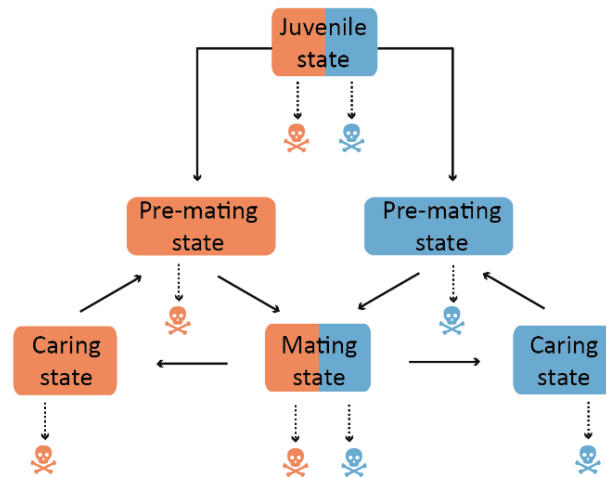 Juvenile
state
Pre-mating
state
Pre-mating
state
Caring
state
Mating
state
Caring
state